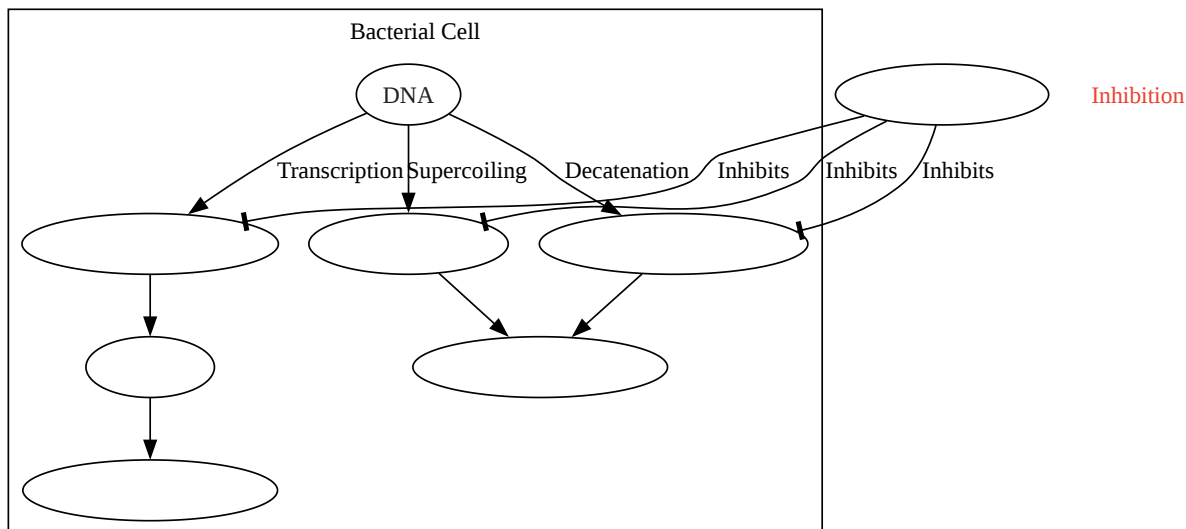 Bacterial Cell
DNA
Inhibition
Transcription
Supercoiling
Decatenation
Inhibits
Inhibits
Inhibits